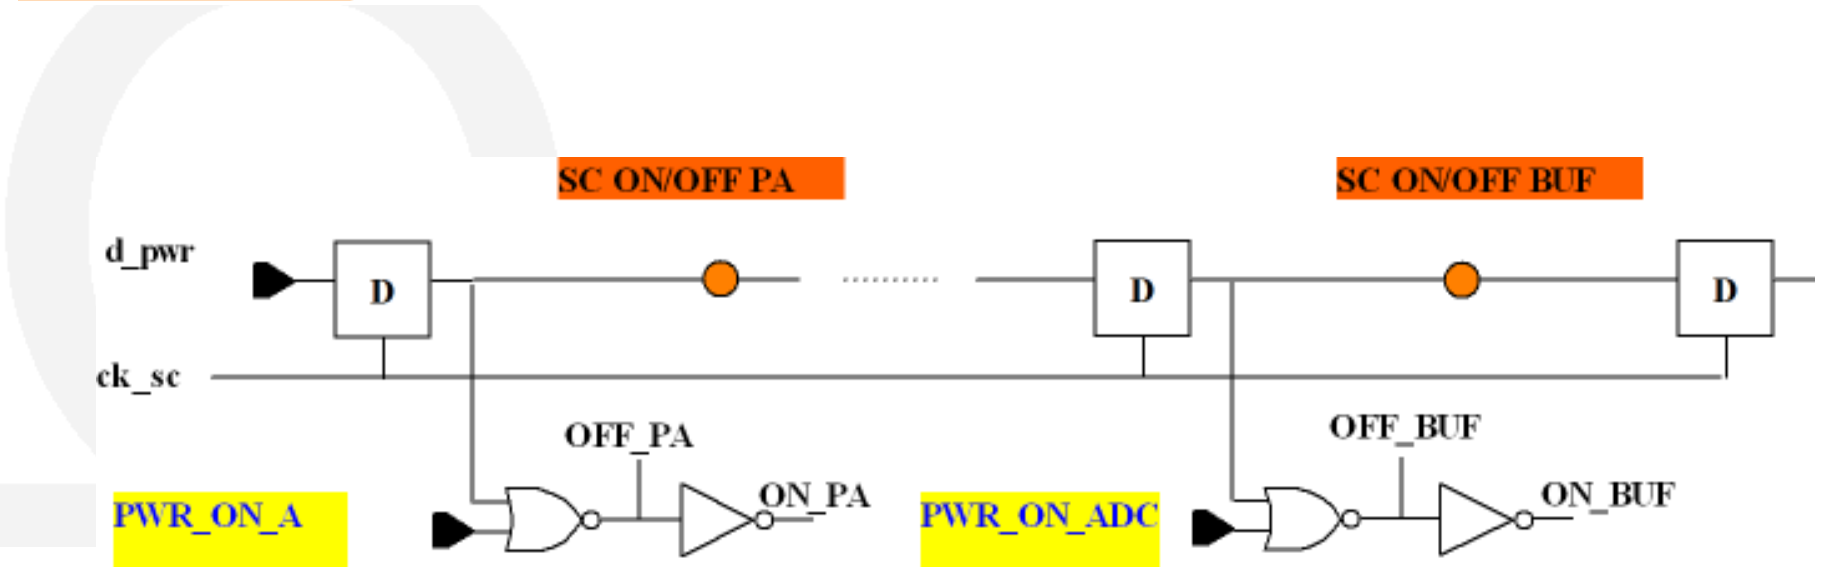 SC ON/OFF PA
SC ON/OFF BUF
d_pwr
D
D
D
ck_sc
OFF_PA
OFF_BUF
PWR_ON_A
ON_PA
PWR_ON_ADC
ON_BUF